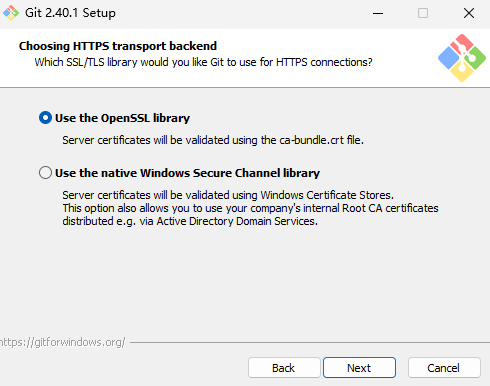 Git 2.40.1 Setup
Choosing HTTPS transport backend
Which SSL/TLS library would you like Git to use for HTTPS connections?
Use the OpenSSL library
Server certificates will be validated using the ca-bundle.crt file.
Use the native Windows Secure Channel library
Server certificates will be validated using Windows Certificate Stores.
This option also allows you to use your company's internal Root CA certificates
distributed e.g. via Active Directory Domain Services.
https://gitforwindows.org/
Back Next Cancel